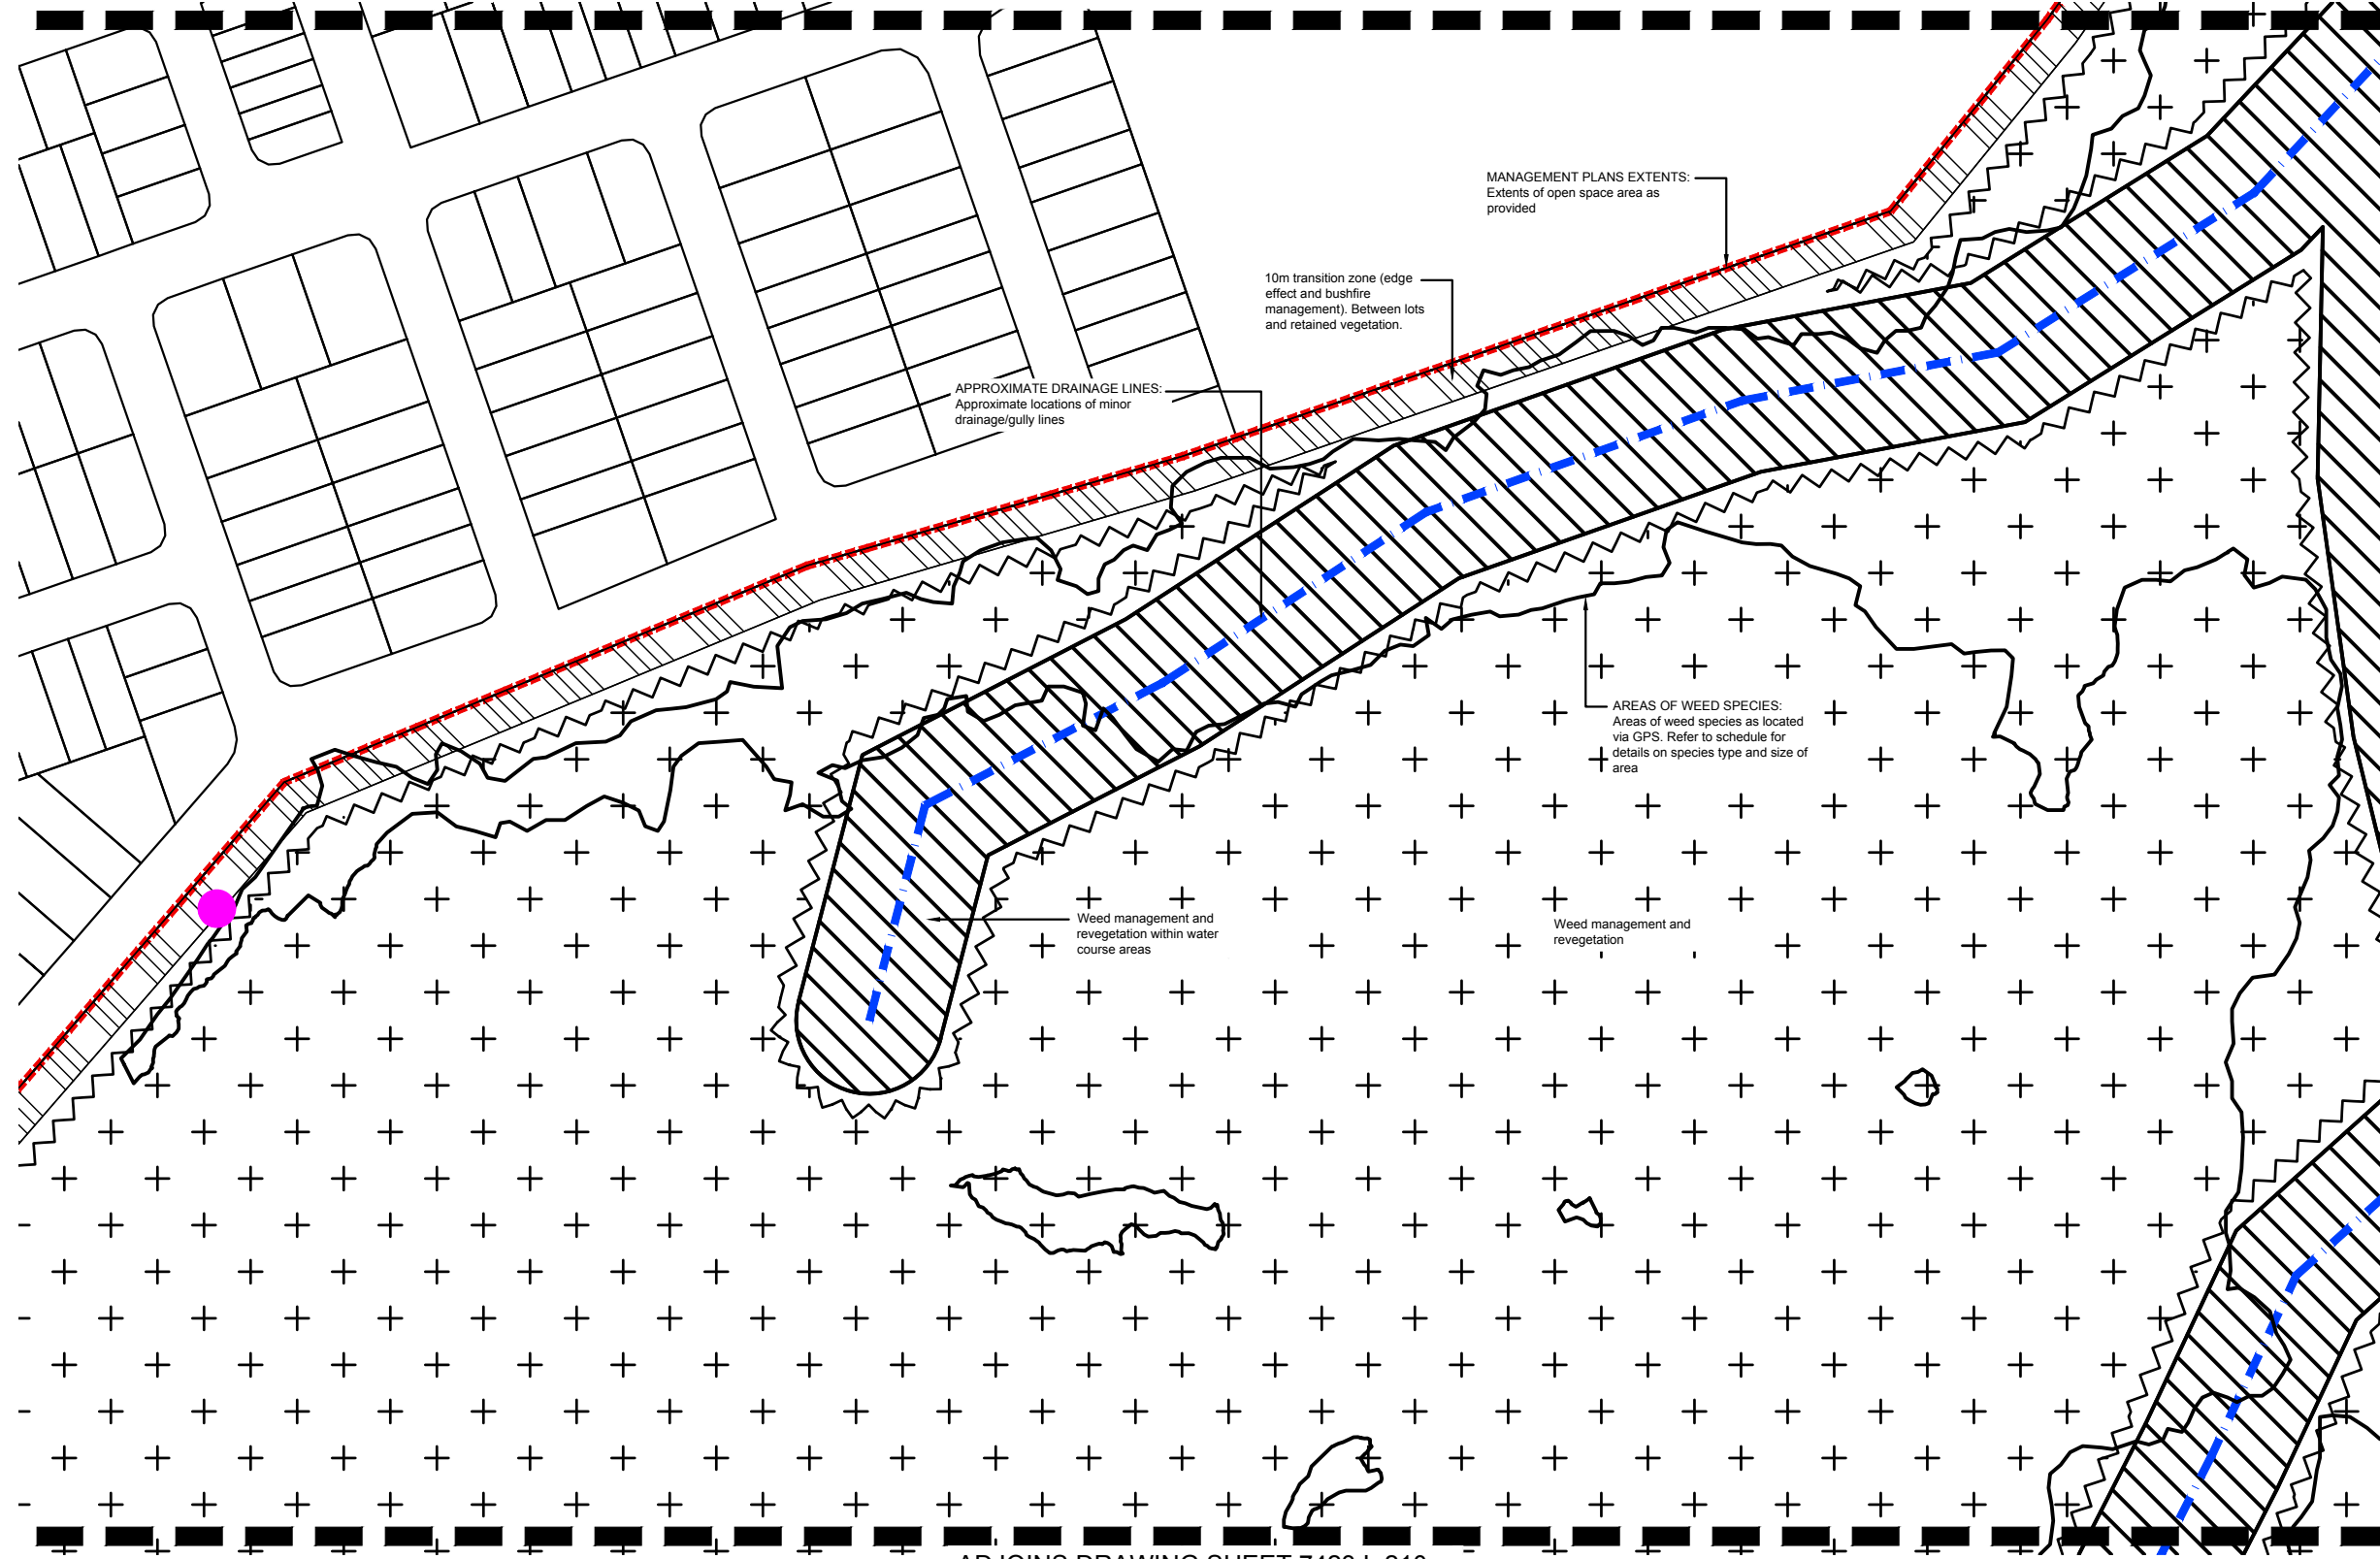 MANAGEMENT PLANS EXTENTS:
Extents of open space area as
provided
10m transition zone (edge
effect and bushfire
management). Between lots
and retained vegetation.
APPROXIMATE DRAINAGE LINES:
Approximate locations of minor
drainage/gully lines
AREAS OF WEED SPECIES:
Areas of weed species as located
via GPS. Refer to schedule for
details on species type and size of
area
Weed management and
revegetation within water
course areas
Weed management and
revegetation
ADJOINS DRAWING SHEET